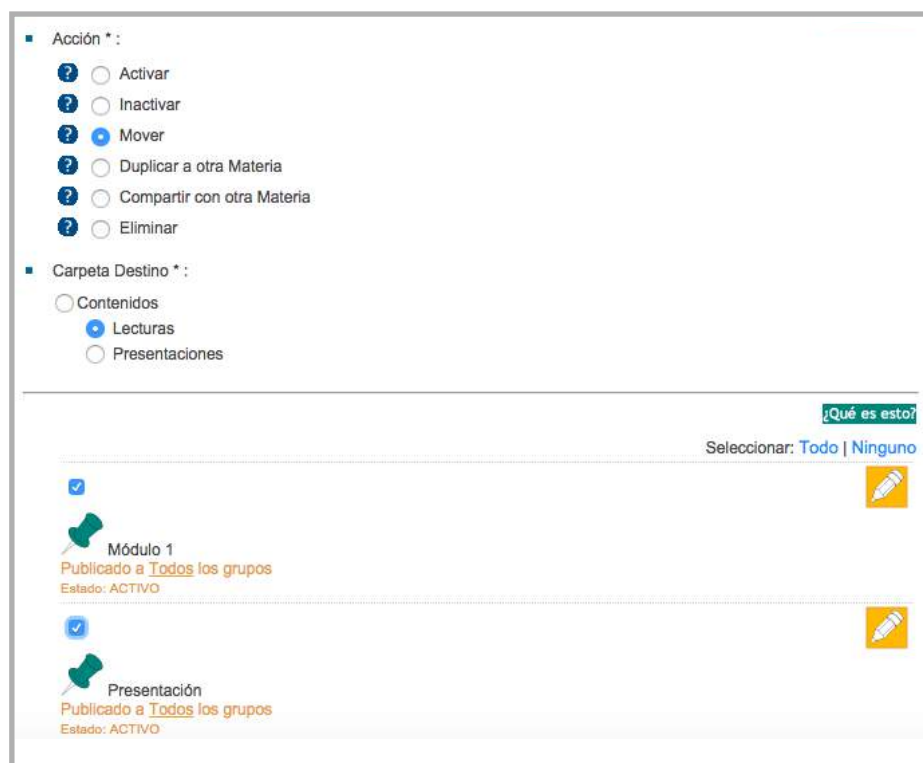 Acción * :
? Activar
? Inactivar
? Mover
? Duplicar a otra Materia
? Compartir con otra Materia
? Eliminar
Carpeta Destino * :
Contenidos
Lecturas
Presentaciones
¿Qué es esto?
Seleccionar: Todo | Ninguno
Módulo 1
Publicado a Todos los grupos
Estado: ACTIVO
Presentación
Publicado a Todos los grupos
Estado: ACTIVO